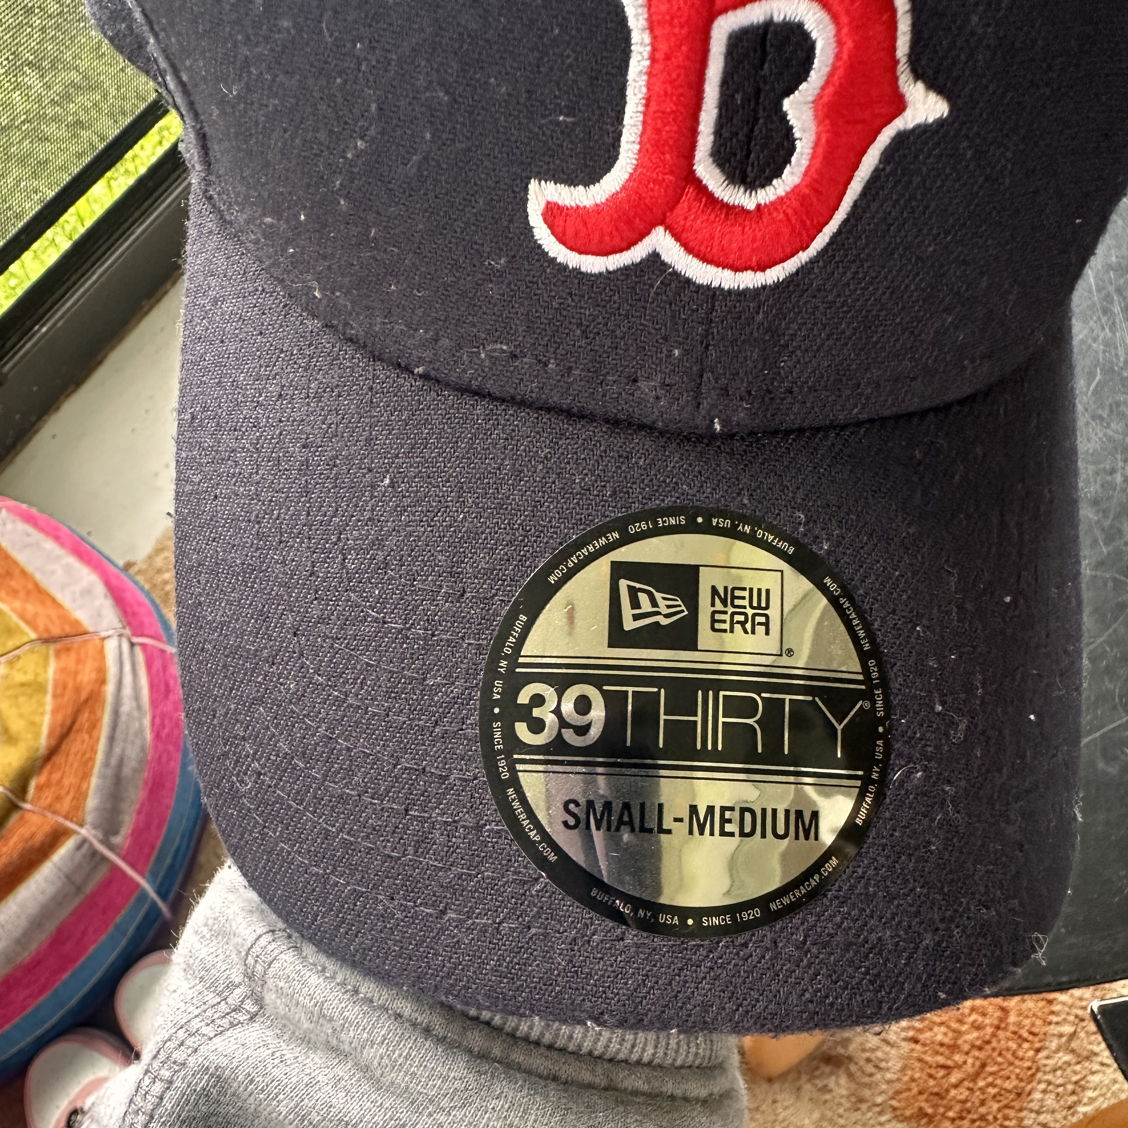 B
NEW
ERA
®
39THIRTY®
SMALL-MEDIUM
BUFFALO, NY, USA • SINCE 1920 NEWERACAP.COM
BUFFALO, NY USA • SINCE 1920 NEWERACAP.COM
BUFFALO, NY, USA • SINCE 1920 NEWERACAP.COM
BUFFALO, NY, USA • SINCE 1920 NEWERACAP.COM